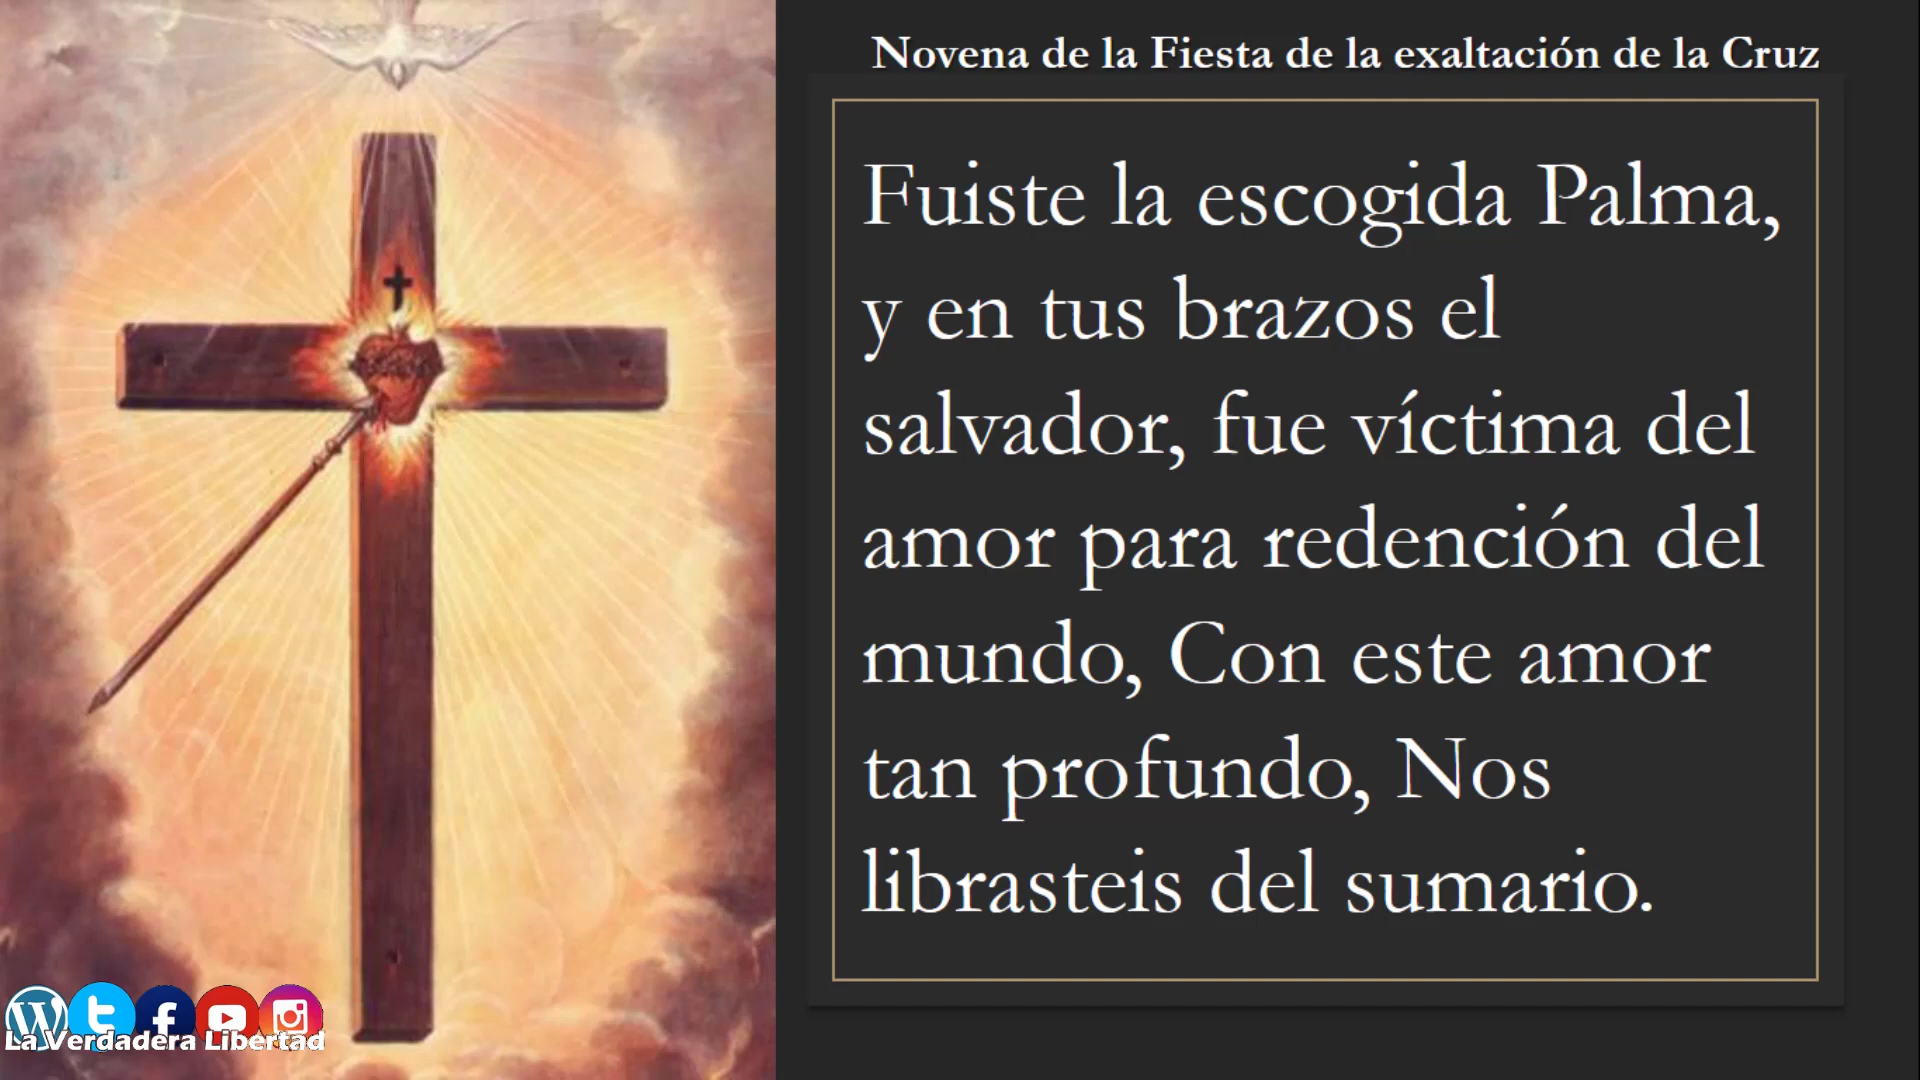 Novena de la Fiesta de la exaltación de la Cruz
Fuiste la escogida Palma,
y en tus brazos el
salvador, fue víctima del
amor para redención del
mundo, Con este amor
tan profundo, Nos
librasteis del sumario.
La Verdadera Libertad